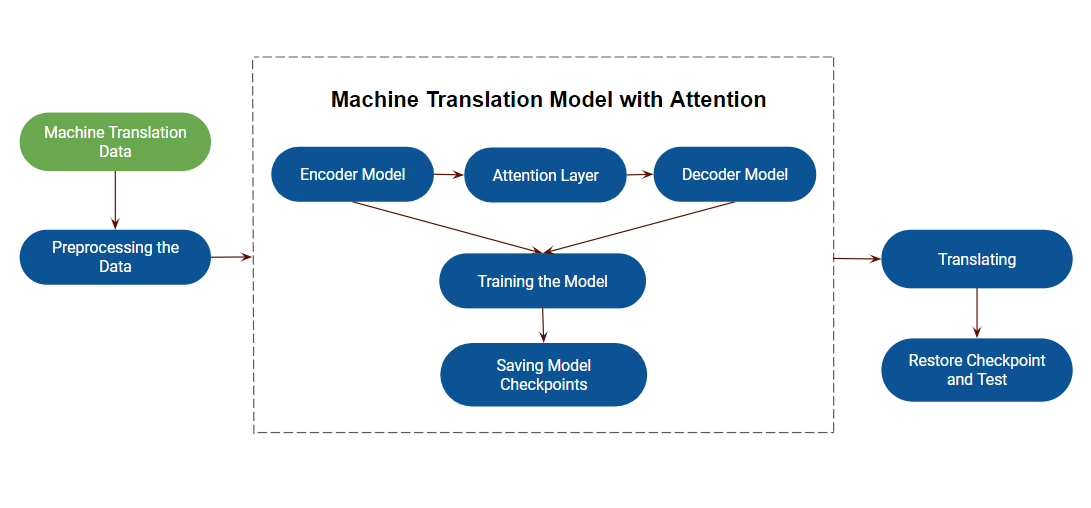 Machine Translation Model with Attention
Machine Translation
Data
Preprocessing the
Data
Encoder Model
Attention Layer
Decoder Model
Training the Model
Saving Model
Checkpoints
Translating
Restore Checkpoint
and Test